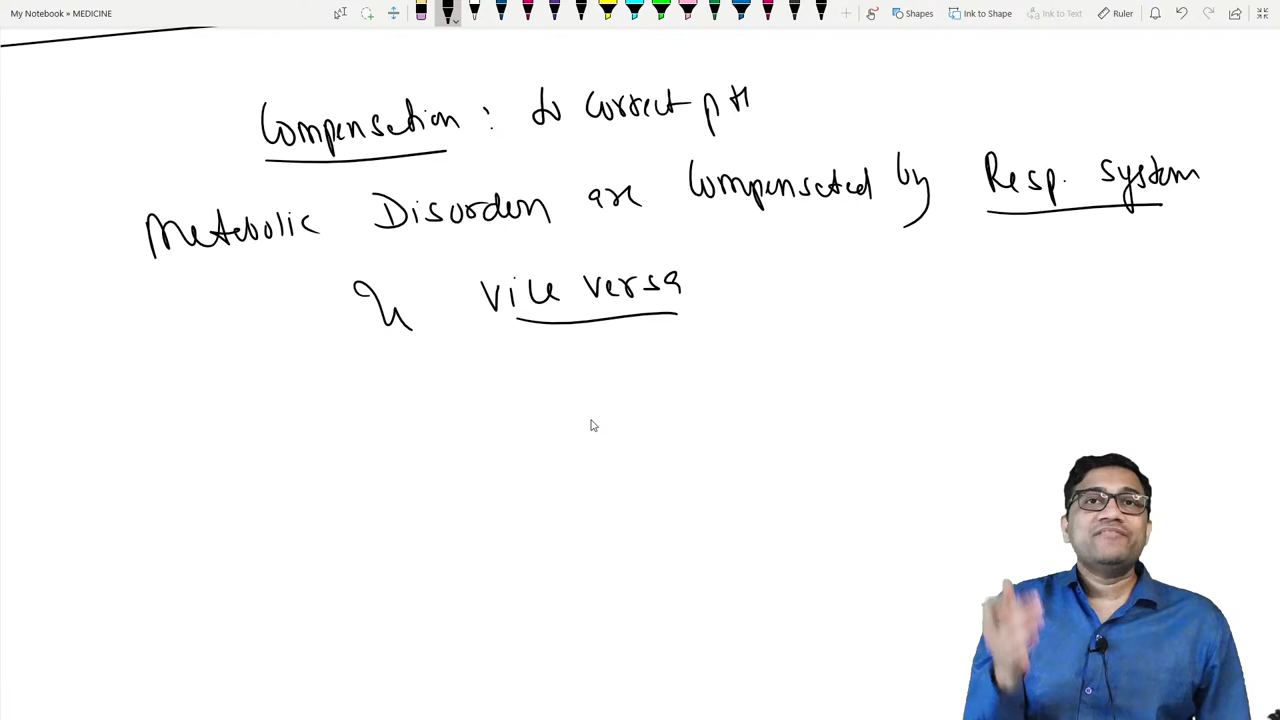 My Notebook » MEDICINE
Shapes
Ink to Shape
Ink to Text
Ruler
Compensation : to correct pH
Metabolic Disorders are Compensated by Resp. system
& vice versa